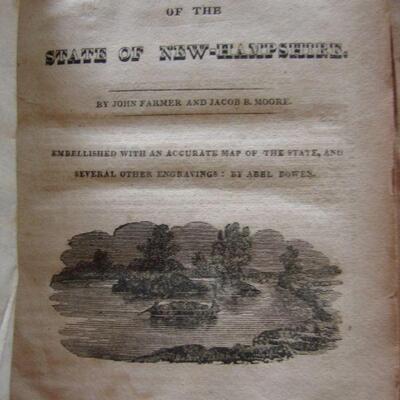 OF THE
STATE OF NEW-HAMPSHIRE.
BY JOHN FARMER AND JACOB B. MOORE.
EMBELLISHED WITH AN ACCURATE MAP OF THE STATE, AND
SEVERAL OTHER ENGRAVINGS: BY ABEL BOWEN.